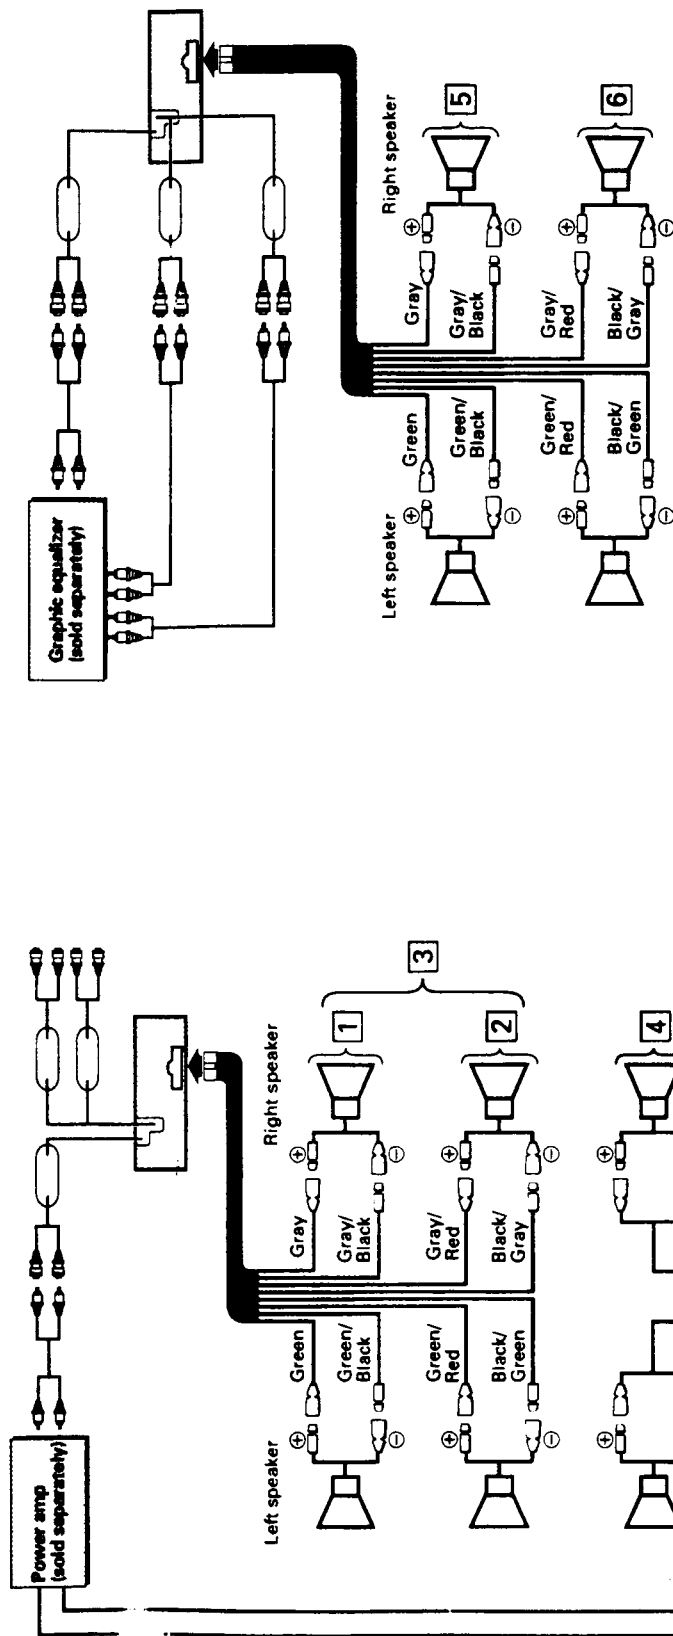 Power amp
(sold separately)
Left speaker
Right speaker
Green
Gray
⊕
⊕
1
Green/
Black
Gray/
Black
⊖
⊖
3
Green/
Red
Gray/
Red
⊕
⊕
2
Black/
Green
Black/
Gray
⊖
⊖
⊕
⊕
4
Graphic equalizer
(sold separately)
Left speaker
Right speaker
Green
Gray
⊕
⊕
5
Green/
Black
Gray/
Black
⊖
⊖
Green/
Red
Gray/
Red
⊕
⊕
6
Black/
Green
Black/
Gray
⊖
⊖